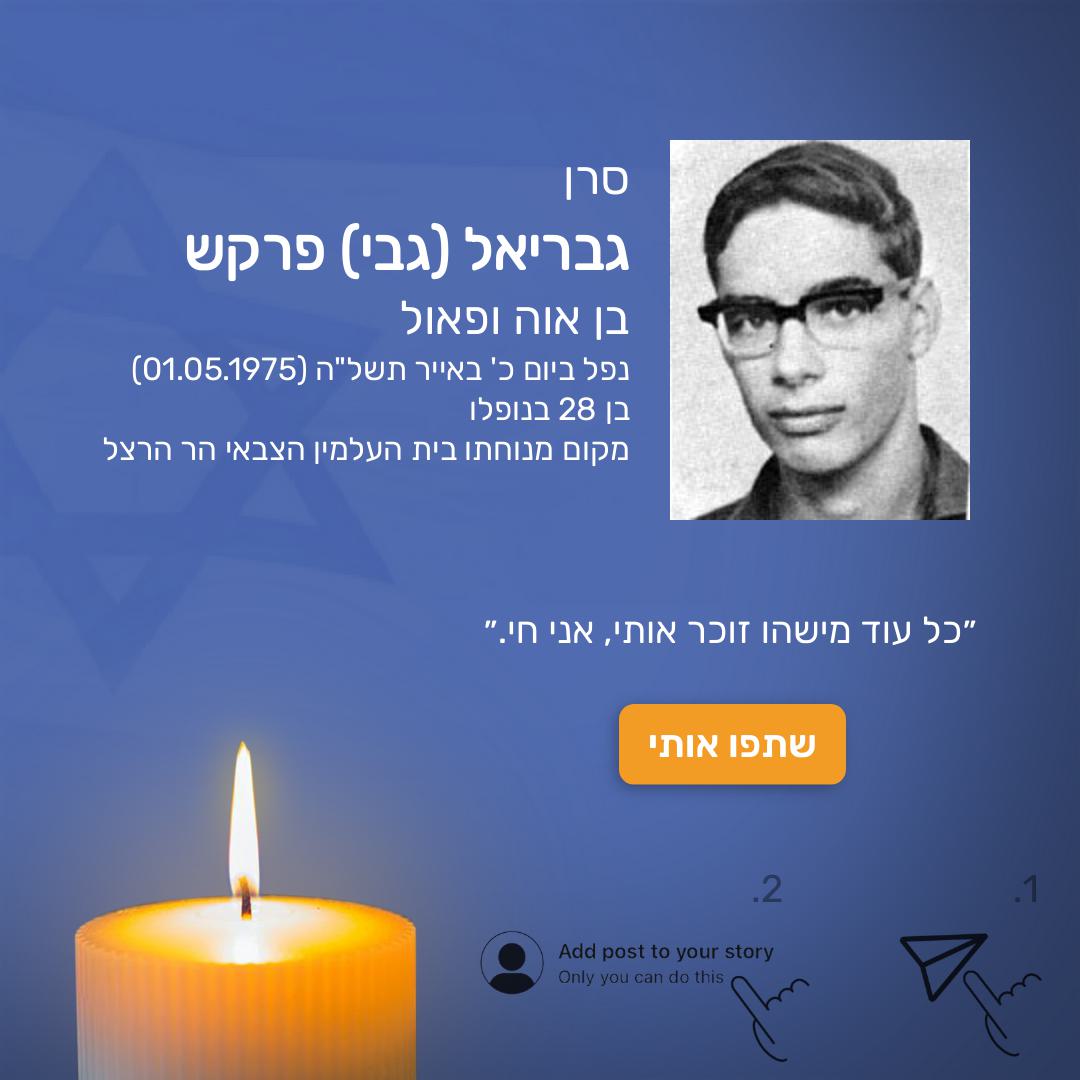 סרן
גבריאל (גבי) פרקש
בן אוה ופאול
נפל ביום כ' באייר תשל"ה (01.05.1975)
בן 28 בנופלו
מקום מנוחתו בית העלמין הצבאי הר הרצל
״כל עוד מישהו זוכר אותי, אני חי.״
שתפו אותי
1.
2.
Add post to your story
Only you can do this